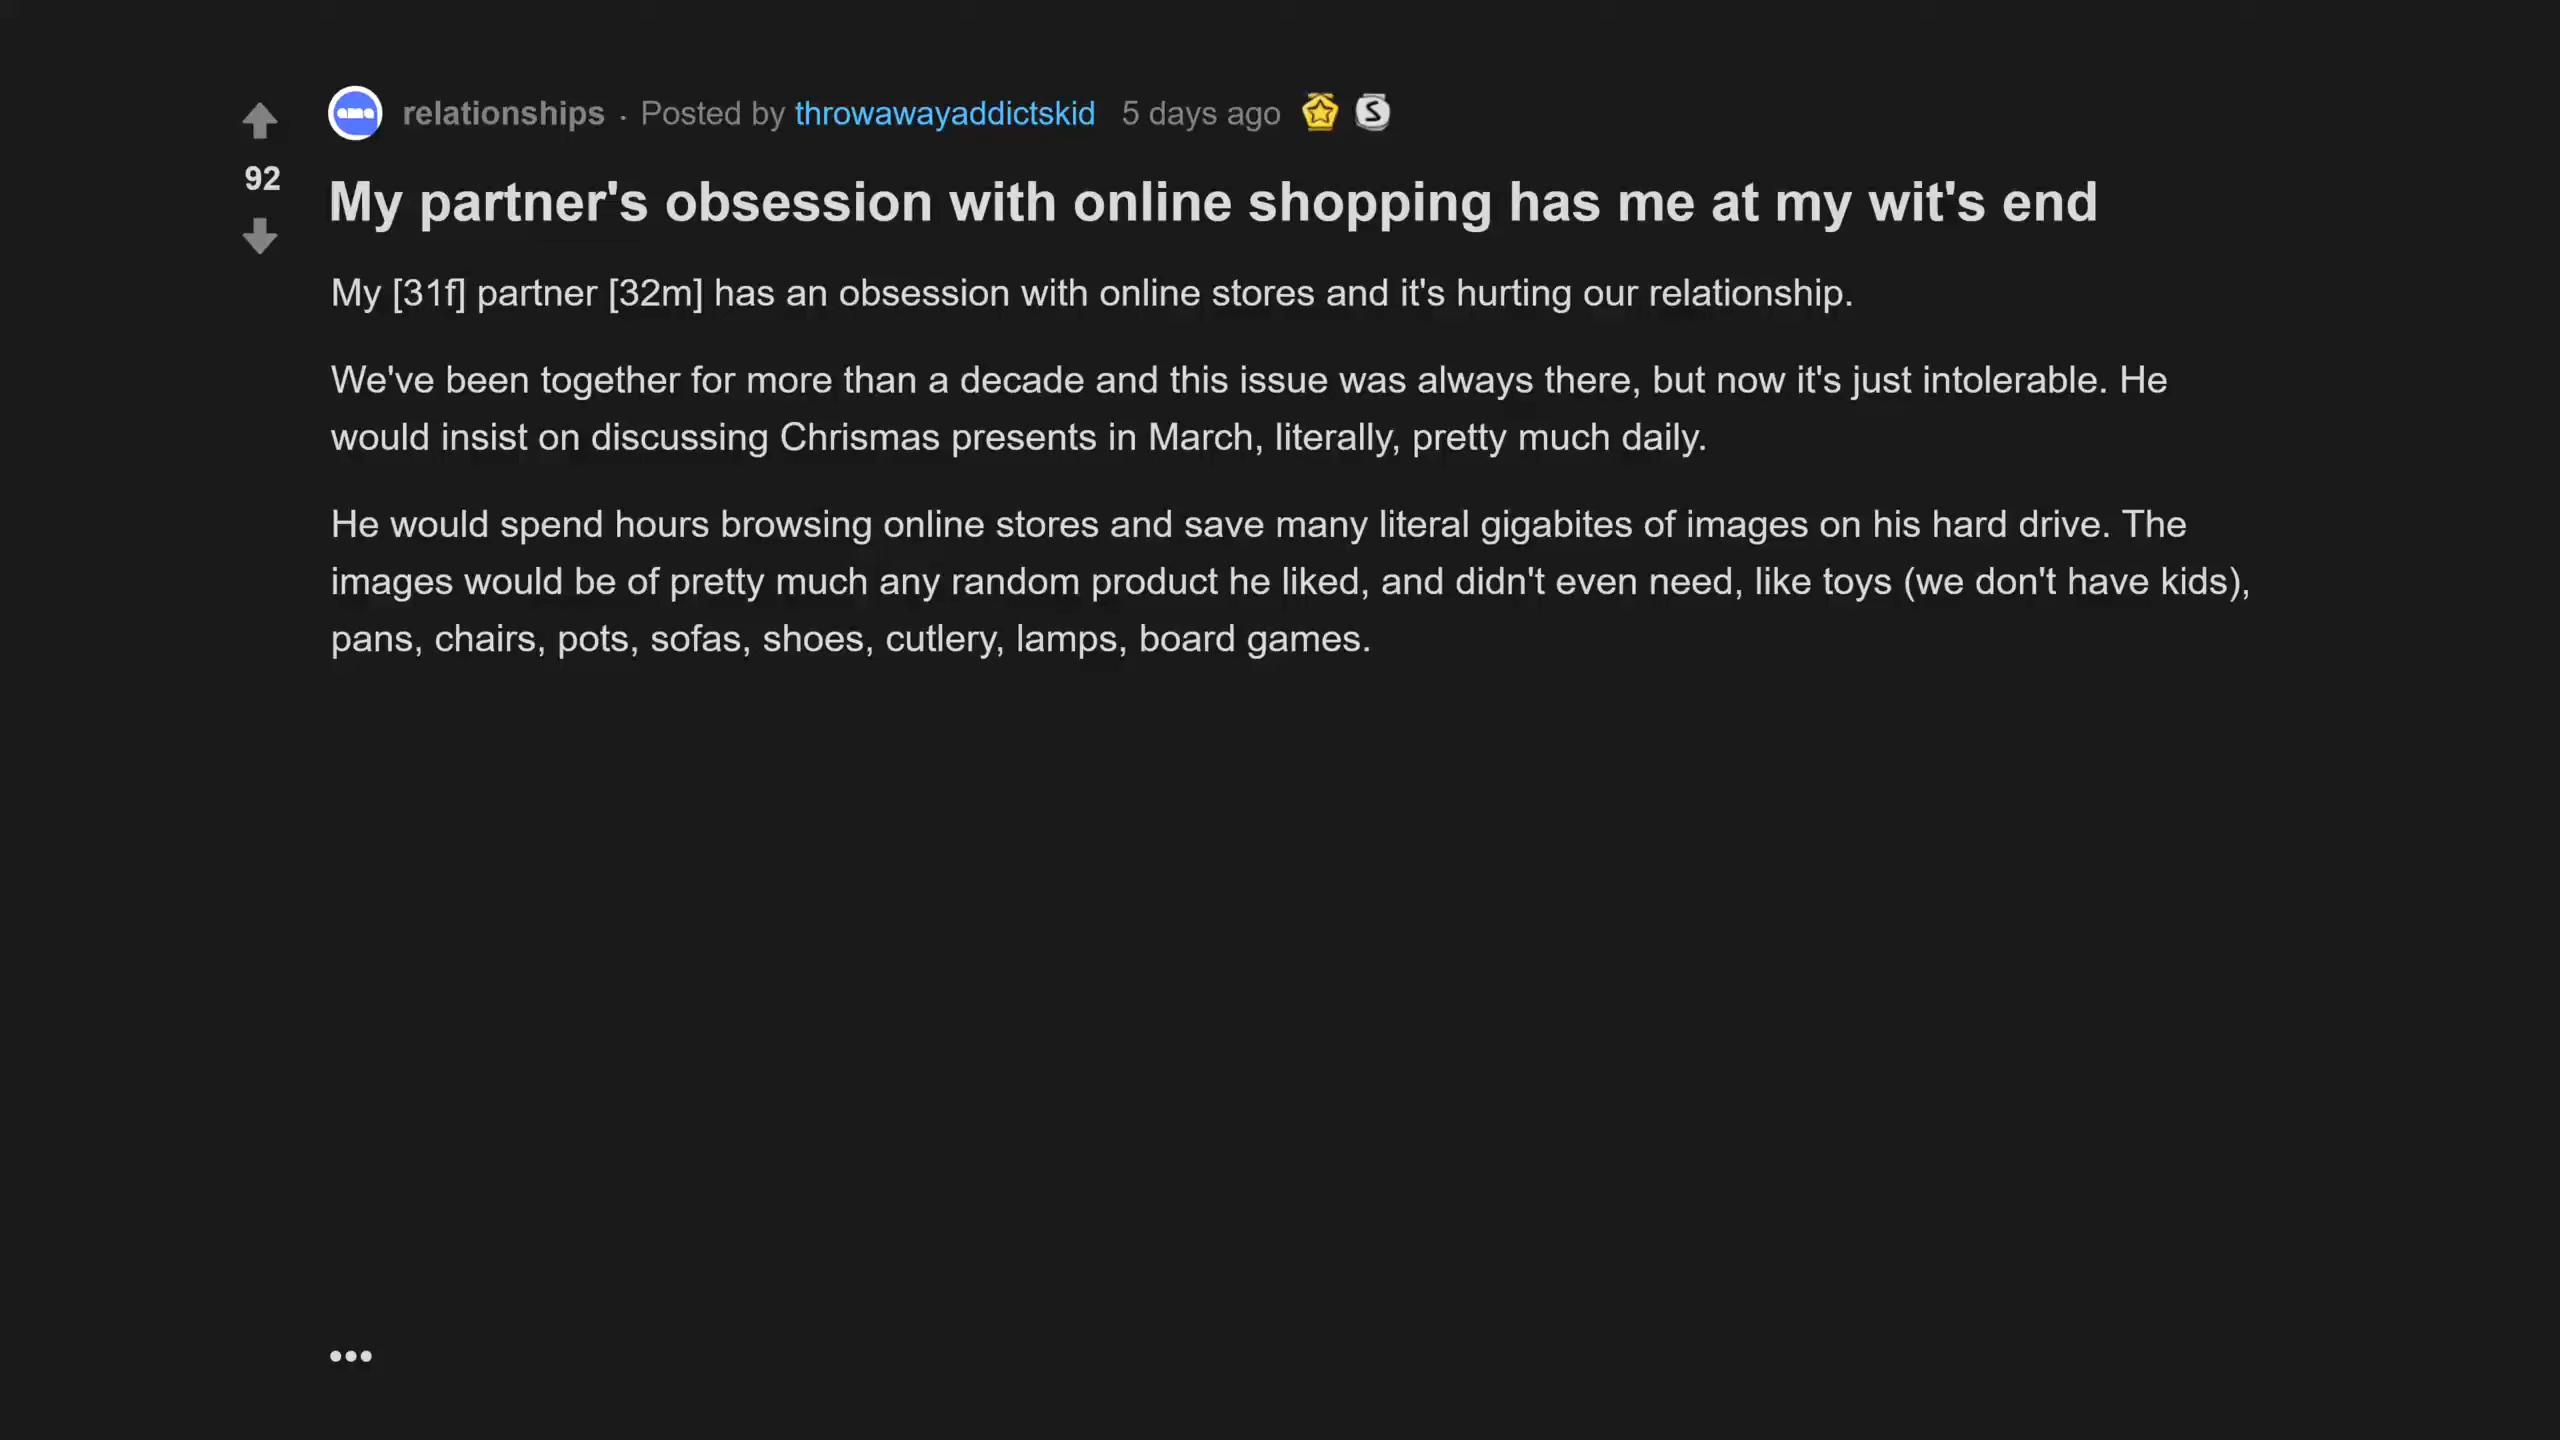 ama relationships · Posted by throwawayaddictskid 5 days ago S
92
My partner's obsession with online shopping has me at my wit's end
My [31f] partner [32m] has an obsession with online stores and it's hurting our relationship.
We've been together for more than a decade and this issue was always there, but now it's just intolerable. He
would insist on discussing Chrismas presents in March, literally, pretty much daily.
He would spend hours browsing online stores and save many literal gigabites of images on his hard drive. The
images would be of pretty much any random product he liked, and didn't even need, like toys (we don't have kids),
pans, chairs, pots, sofas, shoes, cutlery, lamps, board games.
•••